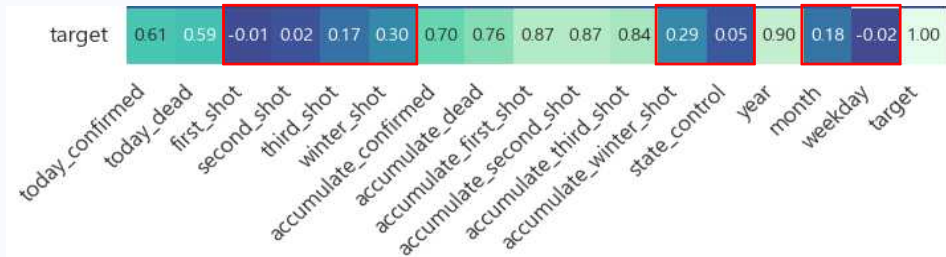 target 0.61 0.59 -0.01 0.02 0.17 0.30 0.70 0.76 0.87 0.87 0.84 0.29 0.05 0.90 0.18 -0.02 1.00
today_confirmed
today_dead
first_shot
second_shot
third_shot
winter_shot
accumulate_confirmed
accumulate_dead
accumulate_first_shot
accumulate_second_shot
accumulate_third_shot
accumulate_winter_shot
state_control
year
month
weekday
target